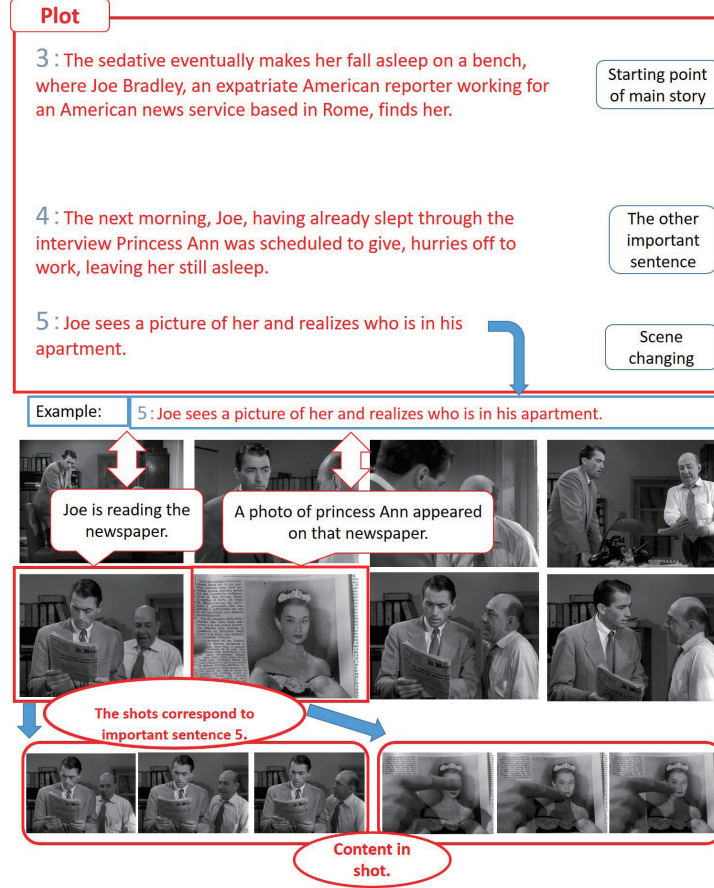 Plot
3: The sedative eventually makes her fall asleep on a bench,
where Joe Bradley, an expatriate American reporter working for
an American news service based in Rome, finds her.
Starting point
of main story
4: The next morning, Joe, having already slept through the
interview Princess Ann was scheduled to give, hurries off to
work, leaving her still asleep.
The other
important
sentence
5: Joe sees a picture of her and realizes who is in his
apartment.
Scene
changing
Example:
5: Joe sees a picture of her and realizes who is in his apartment.
Joe is reading the
newspaper.
A photo of princess Ann appeared
on that newspaper.
The shots correspond to
important sentence 5.
Content in
shot.